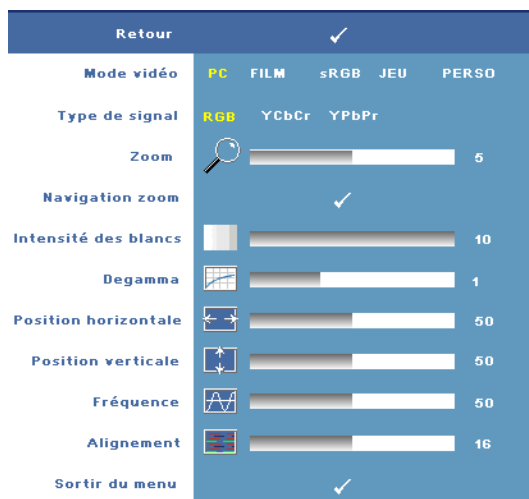 Retour
Mode vidéo PC FILM sRGB JEU PERSO
Type de signal RGB YCbCr YPbPr
Zoom 5
Navigation zoom
Intensité des blancs 10
Degamma 1
Position horizontale 50
Position verticale 50
Fréquence 50
Alignement 16
Sortir du menu